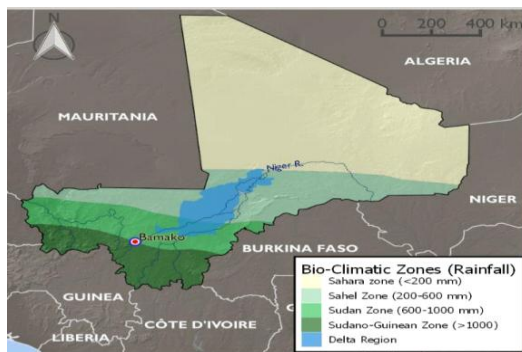 N
0 200 400 km
ALGERIA
MAURITANIA
Niger R.
NIGER
Bamako
BURKINA FASO
GUINEA
CÔTE D'IVOIRE
LIBERIA
Bio-Climatic Zones (Rainfall)
Sahara zone (<200 mm)
Sahel Zone (200-600 mm)
Sudan Zone (600-1000 mm)
Sudano-Guinean Zone (>1000)
Delta Region